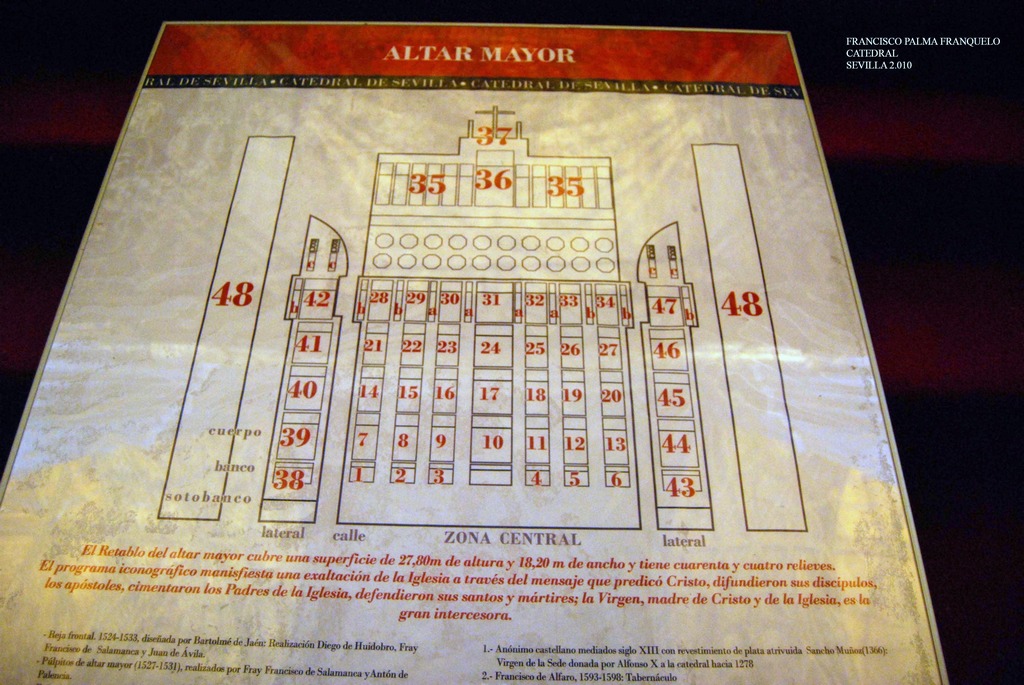 FRANCISCO PALMA FRANQUELO
CATEDRAL
SEVILLA 2.010
ALTAR MAYOR
RAL DE SEVILLA • CATEDRAL DE SEVILLA • CATEDRAL DE SEVILLA • CATEDRAL DE SEV
37
35 36 35
c c c c
48 48
b 42 b 28 b 29 a 30 a 31 a 32 a 33 b 34 b 47 b
41 21 22 23 24 25 26 27 46
40 14 15 16 17 18 19 20 45
cuerpo 39 7 8 9 10 11 12 13 44
banco 38 1 2 3 4 5 6 43
sotobanco
lateral calle ZONA CENTRAL lateral
El Retablo del altar mayor cubre una superficie de 27,80m de altura y 18,20 m de ancho y tiene cuarenta y cuatro relieves.
El programa iconográfico manisfiesta una exaltación de la Iglesia a través del mensaje que predicó Cristo, difundieron sus discípulos,
los apóstoles, cimentaron los Padres de la Iglesia, defendieron sus santos y mártires; la Virgen, madre de Cristo y de la Iglesia, es la
gran intercesora.
- Reja frontal. 1524-1533, diseñada por Bartolmé de Jaén: Realización Diego de Huidobro, Fray
Francisco de Salamanca y Juan de Ávila.
- Púlpitos de altar mayor (1527-1531), realizados por Fray Francisco de Salamanca y Antón de
Palencia.
1.- Anónimo castellano mediados siglo XIII con revestimiento de plata atrivuida Sancho Muñoz(1366):
Virgen de la Sede donada por Alfonso X a la catedral hacia 1278
2.- Francisco de Alfaro, 1593-1598: Tabernáculo